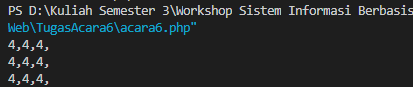 PS D:\Kuliah Semester 3\Workshop Sistem Informasi Berbasis
Web\TugasAcara6\acara6.php"
4,4,4,
4,4,4,
4,4,4,